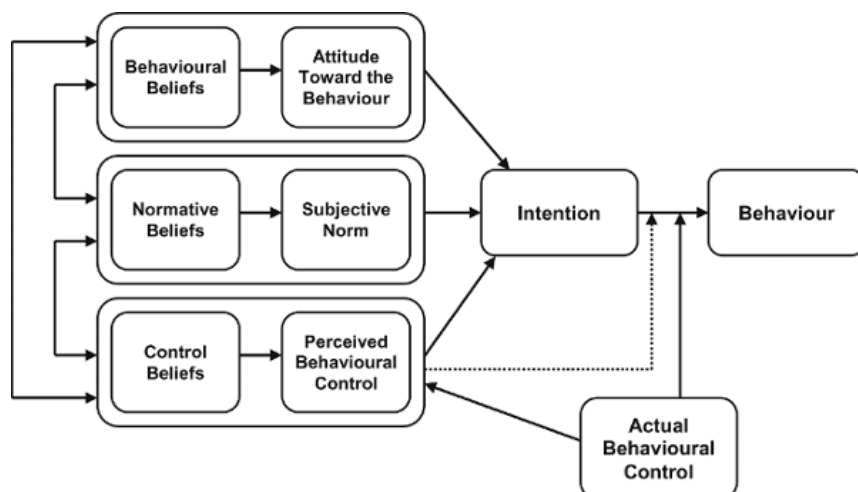 Behavioural
Beliefs
Attitude
Toward the
Behaviour
Normative
Beliefs
Subjective
Norm
Intention
Behaviour
Control
Beliefs
Perceived
Behavioural
Control
Actual
Behavioural
Control